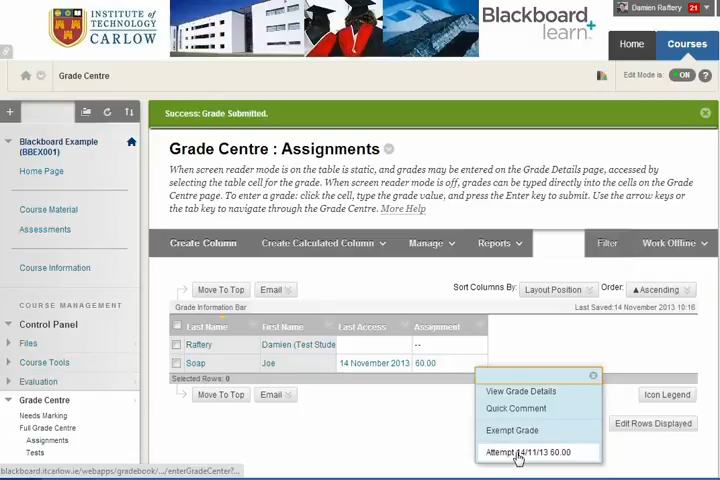 INSTITUTE of
TECHNOLOGY
CARLOW
Blackboard
learn+
Damien Raftery 21
Home
Courses
Grade Centre
Edit Mode is: ON ?
Blackboard Example
(BBEX001)
Home Page
Course Material
Assessments
Course Information
COURSE MANAGEMENT
Control Panel
Files
Course Tools
Evaluation
Grade Centre
Needs Marking
Full Grade Centre
Assignments
Tests
Success: Grade Submitted.
Grade Centre : Assignments
When screen reader mode is on the table is static, and grades may be entered on the Grade Details page, accessed by
selecting the table cell for the grade. When screen reader mode is off, grades can be typed directly into the cells on the Grade
Centre page. To enter a grade: click the cell, type the grade value, and press the Enter key to submit. Use the arrow keys or
the tab key to navigate through the Grade Centre. More Help
Create Column Create Calculated Column Manage Reports Filter Work Offline
Move To Top Email Sort Columns By: Layout Position Order: ▲Ascending
Grade Information Bar Last Saved:14 November 2013 10:16
Last Name First Name Last Access Assignment
Raftery Damien (Test Stude --
Soap Joe 14 November 2013 60.00
Selected Rows: 0
Move To Top Email Icon Legend
Edit Rows Displayed
View Grade Details
Quick Comment
Exempt Grade
Attempt 14/11/13 60.00
blackboard.itcarlow.ie/webapps/gradebook/.../enterGradeCenter?...